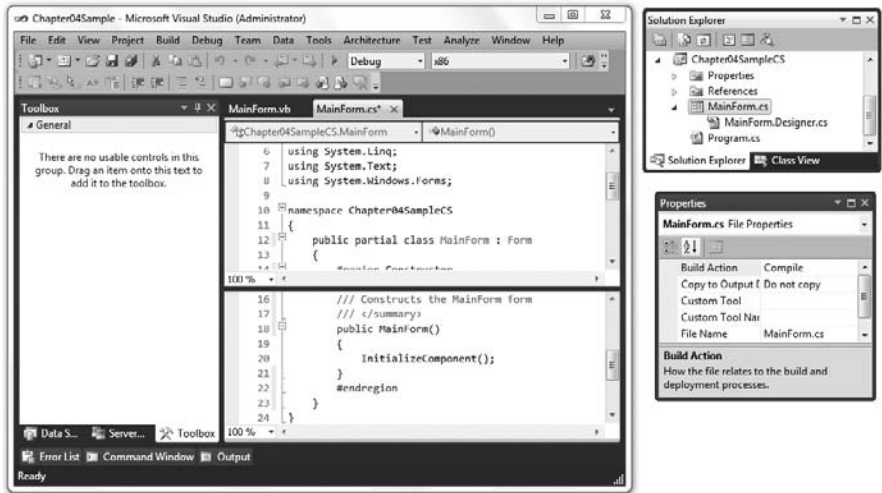 Chapter04Sample - Microsoft Visual Studio (Administrator)
File Edit View Project Build Debug Team Data Tools Architecture Test Analyze Window Help
Debug x86
Toolbox
General
There are no usable controls in this
group. Drag an item onto this text to
add it to the toolbox.
Data S... Server... Toolbox
MainForm.vb MainForm.cs*
Chapter04SampleCS.MainForm MainForm()
6 using System.Linq;
7 using System.Text;
8 using System.Windows.Forms;
9
10 namespace Chapter04SampleCS
11 {
12 public partial class MainForm : Form
13 {
14 #region Constructor
100 %
16 /// Constructs the MainForm form
17 /// </summary>
18 public MainForm()
19 {
20 InitializeComponent();
21 }
22 #endregion
23 }
24 }
100 %
Error List Command Window Output
Ready
Solution Explorer
Chapter04SampleCS
Properties
References
MainForm.cs
MainForm.Designer.cs
Program.cs
Solution Explorer Class View
Properties
MainForm.cs File Properties
Build Action Compile
Copy to Output D Do not copy
Custom Tool
Custom Tool Nar
File Name MainForm.cs
Build Action
How the file relates to the build and
deployment processes.